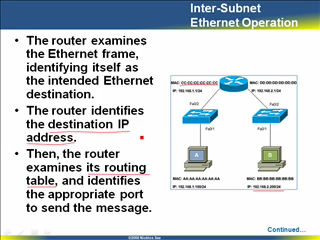 Inter-Subnet
Ethernet Operation
• The router examines
the Ethernet frame,
identifying itself as
the intended Ethernet
destination.
• The router identifies
the destination IP
address.
• Then, the router
examines its routing
table, and identifies
the appropriate port
to send the message.
MAC: CC-CC-CC-CC-CC-CC
MAC: DD-DD-DD-DD-DD-DD
IP: 192.168.1.1/24
IP: 192.168.2.1/24
Fa0/2
Fa0/2
Fa0/1
Fa0/1
A
B
MAC: AA-AA-AA-AA-AA-AA
MAC: BB-BB-BB-BB-BB-BB
IP: 192.168.1.100/24
IP: 192.168.2.200/24
Continued…